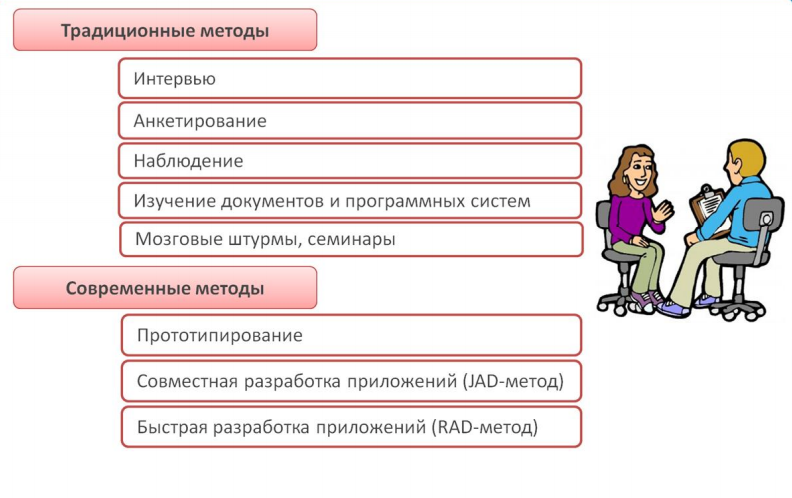 Традиционные методы
Интервью
Анкетирование
Наблюдение
Изучение документов и программных систем
Мозговые штурмы, семинары
Современные методы
Прототипирование
Совместная разработка приложений (JAD-метод)
Быстрая разработка приложений (RAD-метод)